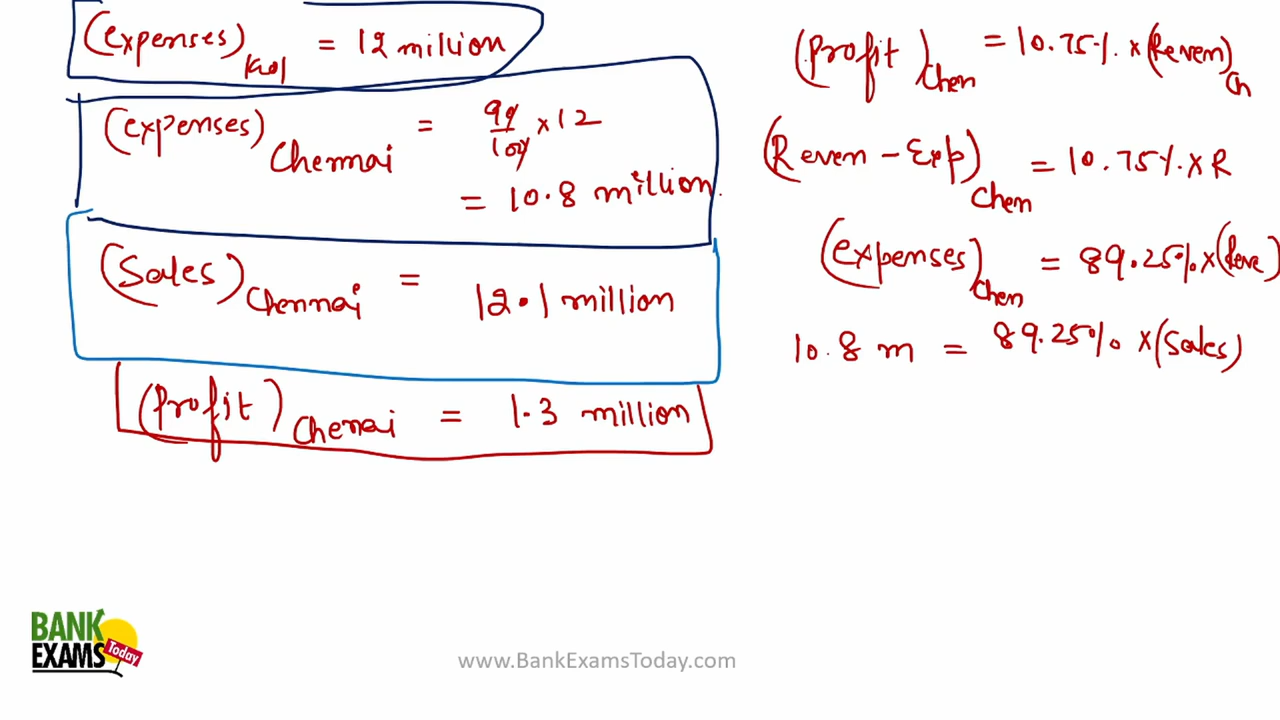 (expenses)Kol = 12 million
(expenses)Chennai = 90/100 × 12
= 10.8 million.
(Sales)Chennai = 12.1 million
(Profit)Chennai = 1.3 million
(Profit)Chen = 10.75% × (Reven)Ch
(Reven - Exp)Chen = 10.75% × R
(expenses)Chen = 89.25% × (Reve)
10.8 m = 89.25% × (Sales)
BANK
EXAMS
Today
www.BankExamsToday.com